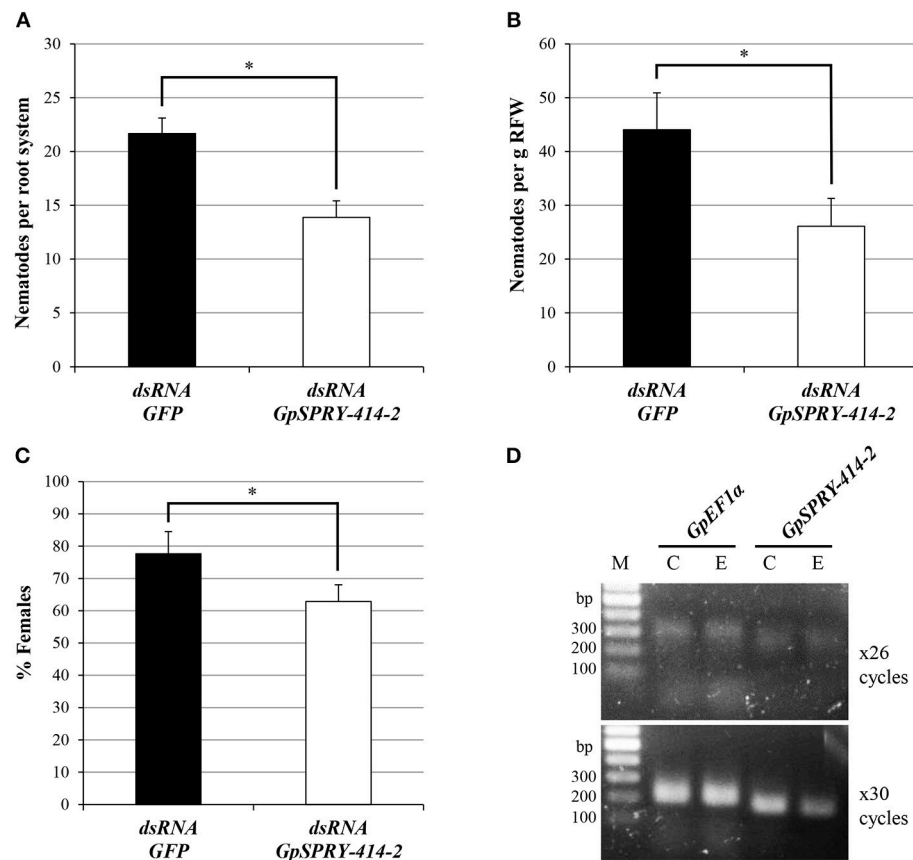 A
Nematodes per root system
30
25
20
15
10
5
0
*
dsRNA
GFP
dsRNA
GpSPRY-414-2
B
Nematodes per g RFW
60
50
40
30
20
10
0
*
dsRNA
GFP
dsRNA
GpSPRY-414-2
C
% Females
100
90
80
70
60
50
40
30
20
10
0
*
dsRNA
GFP
dsRNA
GpSPRY-414-2
D
GpEF1α
GpSPRY-414-2
M C E C E
bp
300
200
100
x26
cycles
bp
300
200
100
x30
cycles